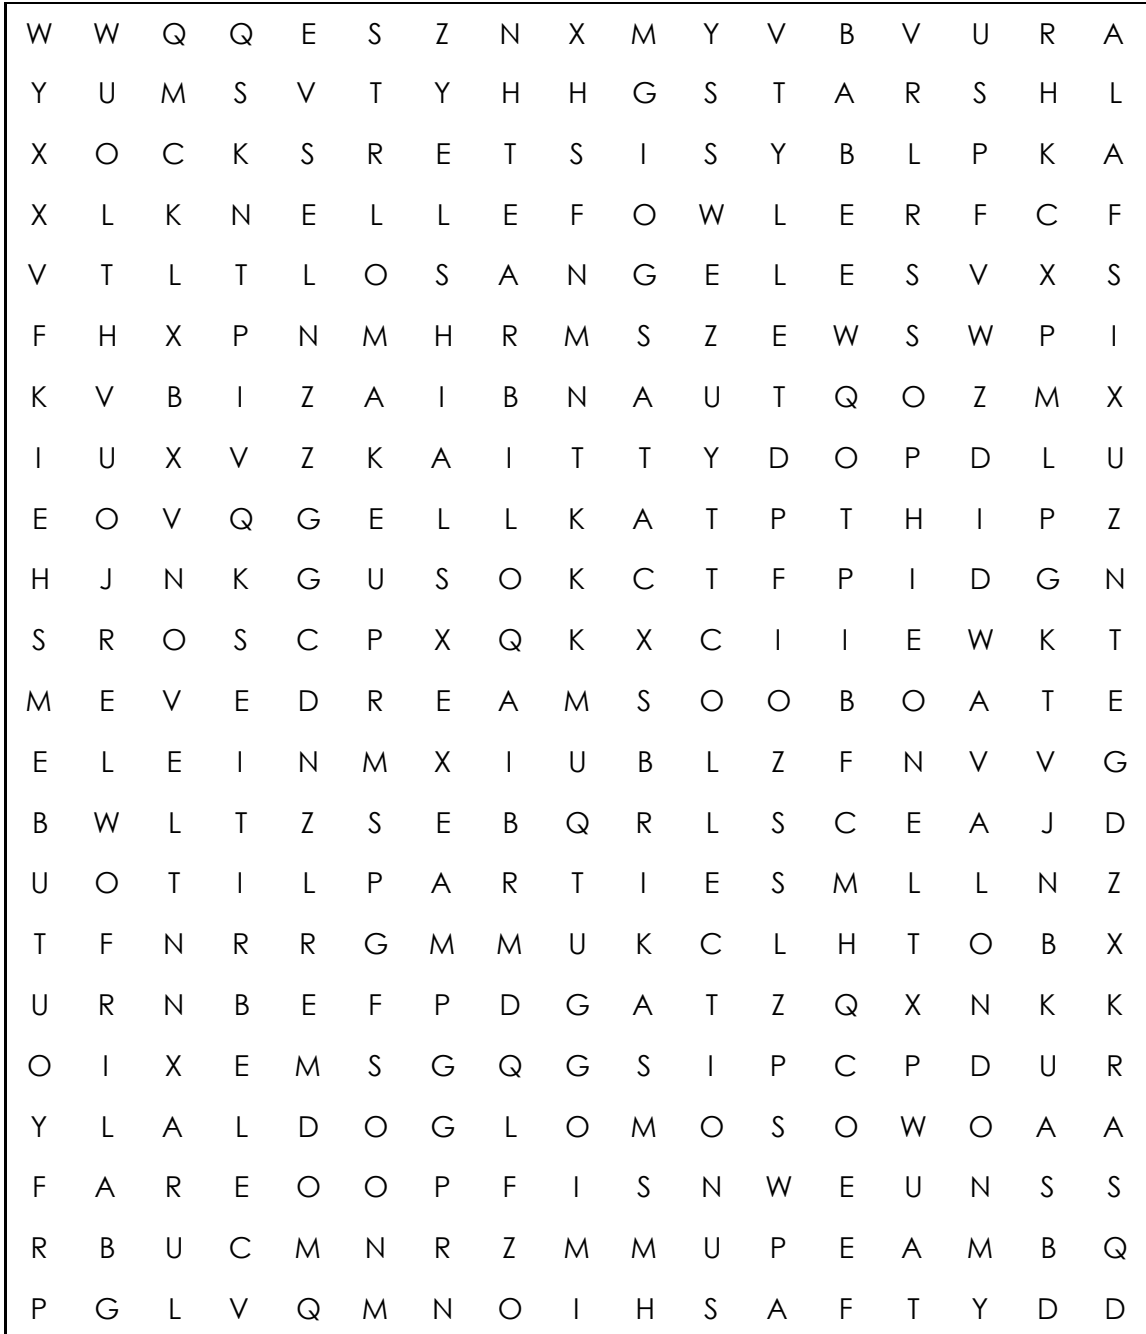 W W Q Q E S Z N X M Y V B V U R A
Y U M S V T Y H H G S T A R S H L
X O C K S R E T S I S Y B L P K A
X L K N E L L E F O W L E R F C F
V T L T L O S A N G E L E S V X S
F H X P N M H R M S Z E W S W P I
K V B I Z A I B N A U T Q O Z M X
I U X V Z K A I T T Y D O P D L U
E O V Q G E L L K A T P T H I P Z
H J N K G U S O K C T F P I D G N
S R O S C P X Q K X C I I E W K T
M E V E D R E A M S O O B O A T E
E L E I N M X I U B L Z F N V V G
B W L T Z S E B Q R L S C E A J D
U O T I L P A R T I E S M L L N Z
T F N R R G M M U K C L H T O B X
U R N B E F P D G A T Z Q X N K K
O I X E M S G Q G S I P C P D U R
Y L A L D O G L O M O S O W O A A
F A R E O O P F I S N W E U N S S
R B U C M N R Z M M U P E A M B Q
P G L V Q M N O I H S A F T Y D D